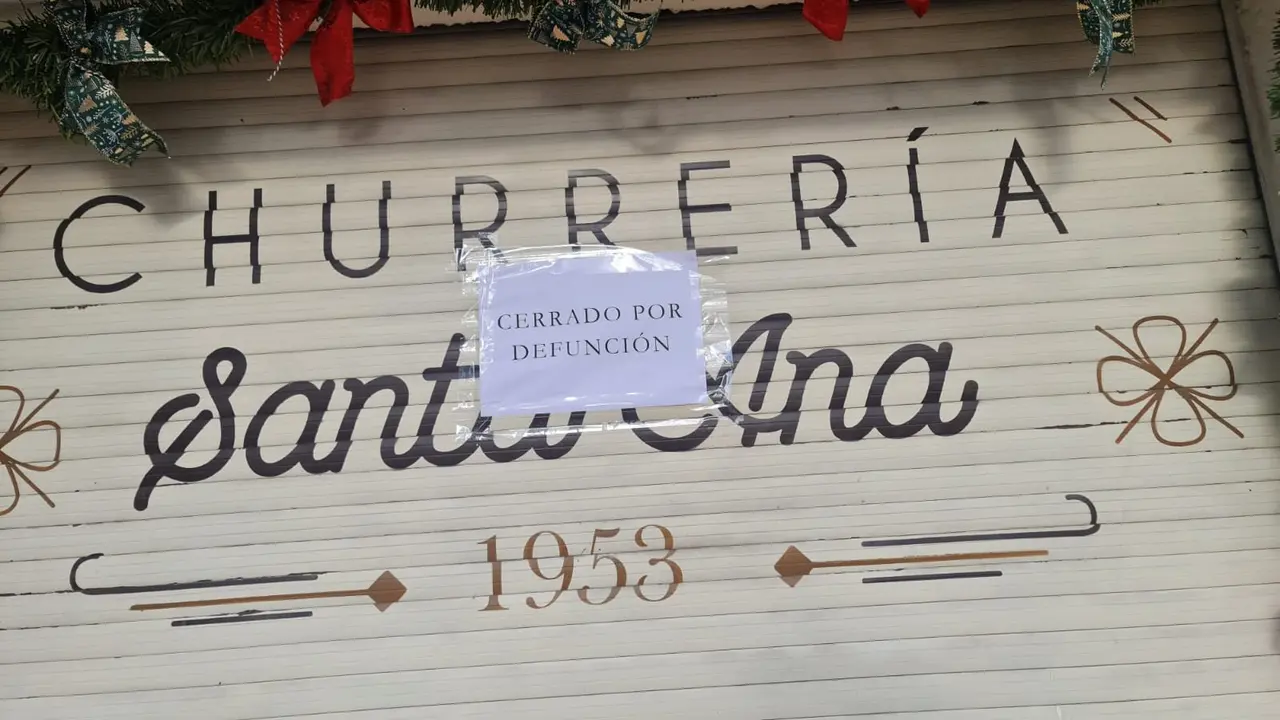 CHURRERÍA
CERRADO POR
DEFUNCIÓN
Santa Ana
1953